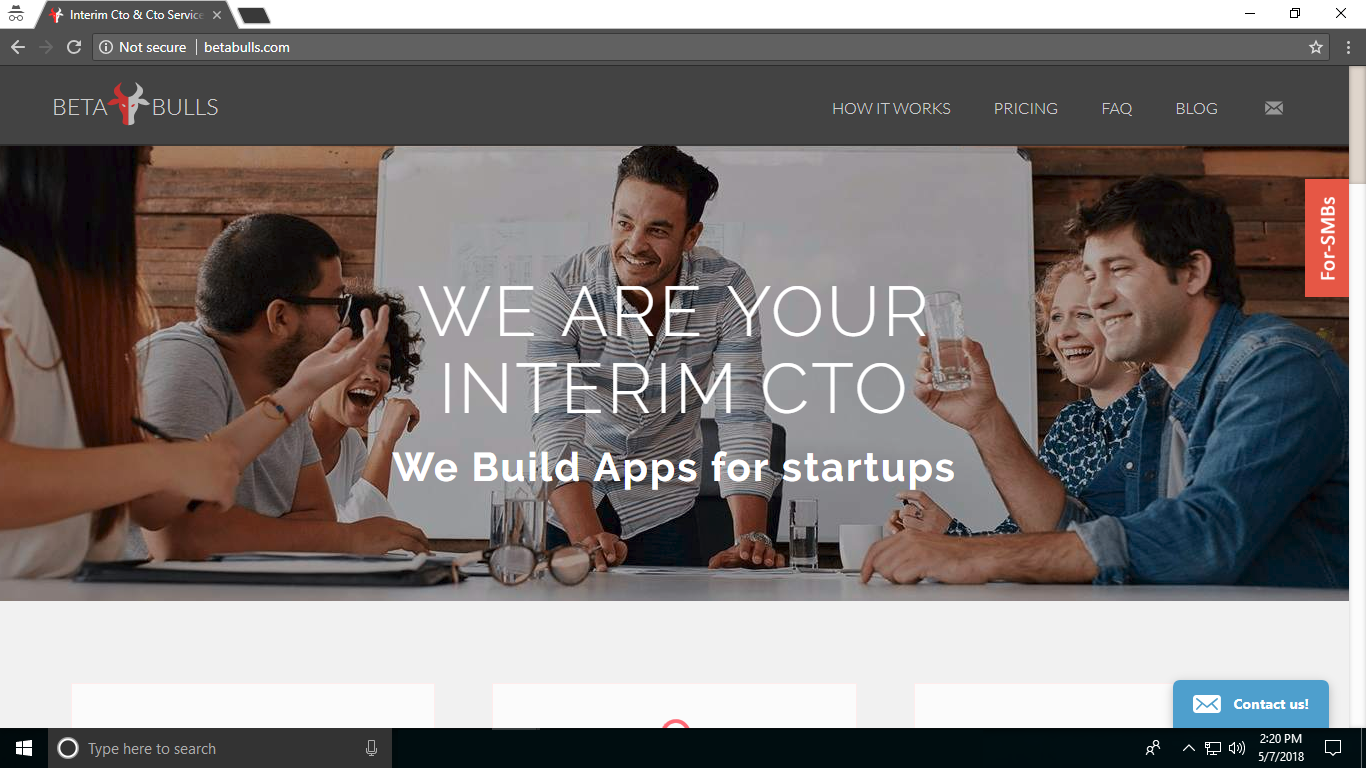 Interim Cto & Cto Service
Not secure
betabulls.com
BETA BULLS
HOW IT WORKS
PRICING
FAQ
BLOG
For-SMBs
WE ARE YOUR
INTERIM CTO
We Build Apps for startups
Contact us!
Type here to search
2:20 PM
5/7/2018